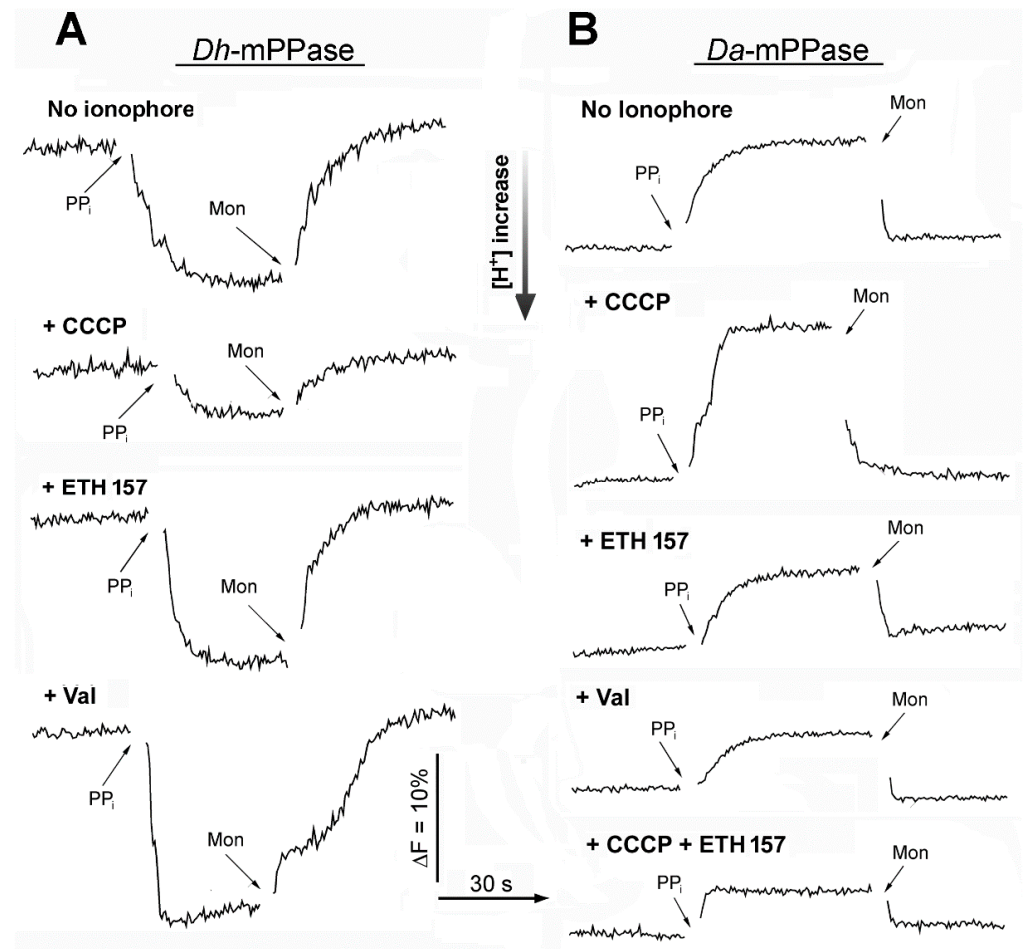 A
Dh-mPPase
No ionophore
PPi
Mon
+ CCCP
Mon
PPi
+ ETH 157
PPi
Mon
+ Val
PPi
Mon
ΔF = 10%
30 s
[H+] increase
B
Da-mPPase
No Ionophore
Mon
PPi
+ CCCP
Mon
PPi
+ ETH 157
Mon
PPi
+ Val
Mon
PPi
+ CCCP + ETH 157
Mon
PPi